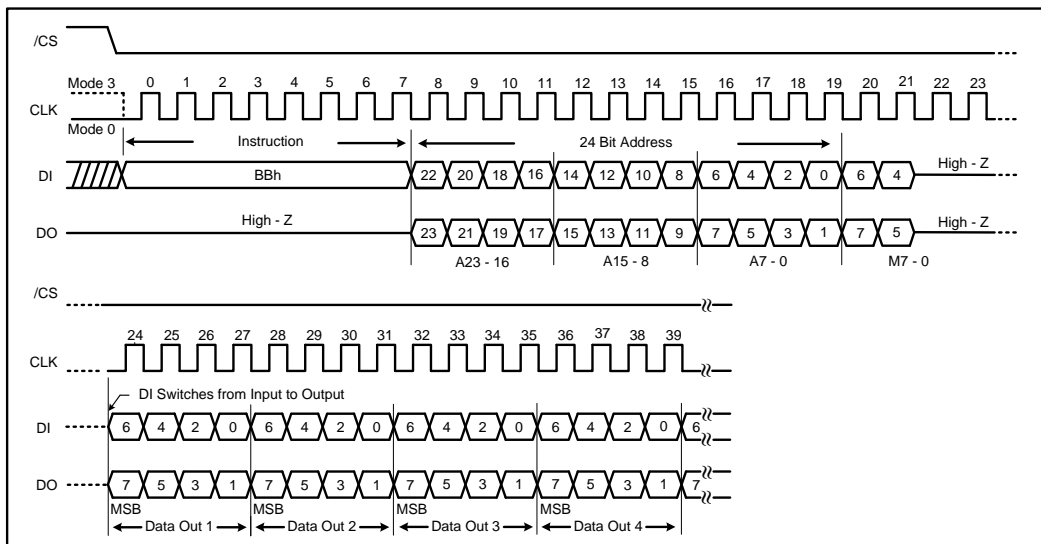 /CS
Mode 3 0 1 2 3 4 5 6 7 8 9 10 11 12 13 14 15 16 17 18 19 20 21 22 23
CLK
Mode 0
Instruction 24 Bit Address
DI BBh 22 20 18 16 14 12 10 8 6 4 2 0 6 4 High - Z
DO High - Z 23 21 19 17 15 13 11 9 7 5 3 1 7 5 High - Z
A23 - 16 A15 - 8 A7 - 0 M7 - 0
/CS
24 25 26 27 28 29 30 31 32 33 34 35 36 37 38 39
CLK
DI Switches from Input to Output
DI 6 4 2 0 6 4 2 0 6 4 2 0 6 4 2 0 6
DO 7 5 3 1 7 5 3 1 7 5 3 1 7 5 3 1 7
MSB MSB MSB MSB
Data Out 1 Data Out 2 Data Out 3 Data Out 4